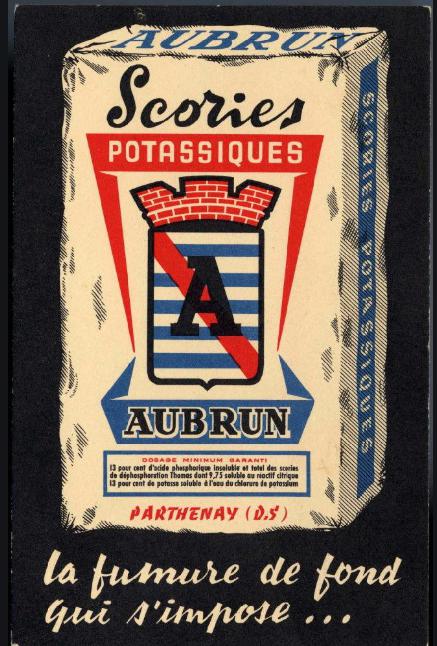 AUBRUN
Scories
POTASSIQUES
SCORIES POTASSIQUES
A
AUBRUN
DOSAGE MINIMUM GARANTI
13 pour cent d'acide phosphorique insoluble et total des scories
de déphosphoration Thomas dont 9,75 soluble au réactif citrique
13 pour cent de potasse soluble à l'eau du chlorure de potassium
PARTHENAY (D.S)
la fumure de fond
qui s'impose ...